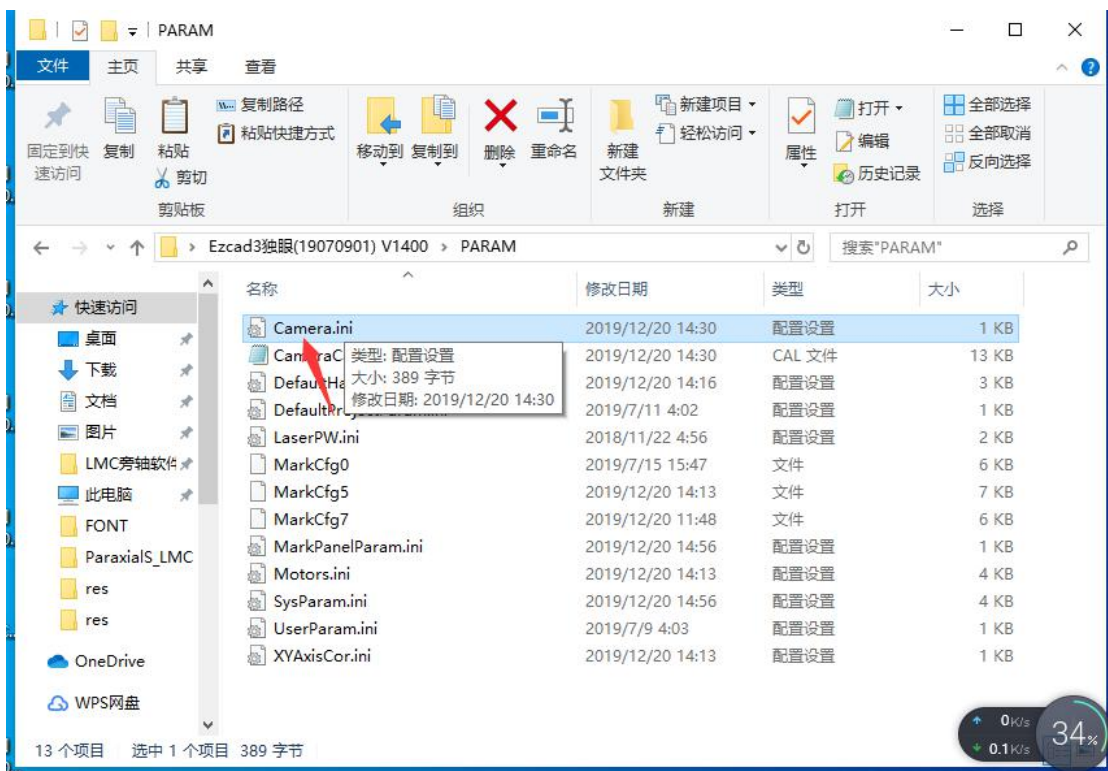 PARAM
文件 主页 共享 查看
固定到快速访问
复制
粘贴
复制路径
粘贴快捷方式
剪切
剪贴板
移动到 复制到 删除 重命名
组织
新建文件夹
新建项目
轻松访问
新建
属性
打开
编辑
历史记录
打开
全部选择
全部取消
反向选择
选择
Ezcad3独眼(19070901) V1400 › PARAM
搜索"PARAM"
快速访问
桌面
下载
文档
图片
LMC旁轴软件
此电脑
FONT
ParaxialS_LMC
res
res
OneDrive
WPS网盘
名称 修改日期 类型 大小
Camera.ini 2019/12/20 14:30 配置设置 1 KB
CameraC 2019/12/20 14:30 CAL 文件 13 KB
DefaultHa 2019/12/20 14:16 配置设置 3 KB
2019/7/11 4:02 配置设置 1 KB
LaserPW.ini 2018/11/22 4:56 配置设置 2 KB
MarkCfg0 2019/7/15 15:47 文件 6 KB
MarkCfg5 2019/12/20 14:13 文件 7 KB
MarkCfg7 2019/12/20 11:48 文件 6 KB
MarkPanelParam.ini 2019/12/20 14:56 配置设置 1 KB
Motors.ini 2019/12/20 14:13 配置设置 4 KB
SysParam.ini 2019/12/20 14:56 配置设置 4 KB
UserParam.ini 2019/7/9 4:03 配置设置 1 KB
XYAxisCor.ini 2019/12/20 14:13 配置设置 1 KB
类型: 配置设置
大小: 389 字节
修改日期: 2019/12/20 14:30
13 个项目 选中 1 个项目 389 字节
0K/s
0.1K/s
34%